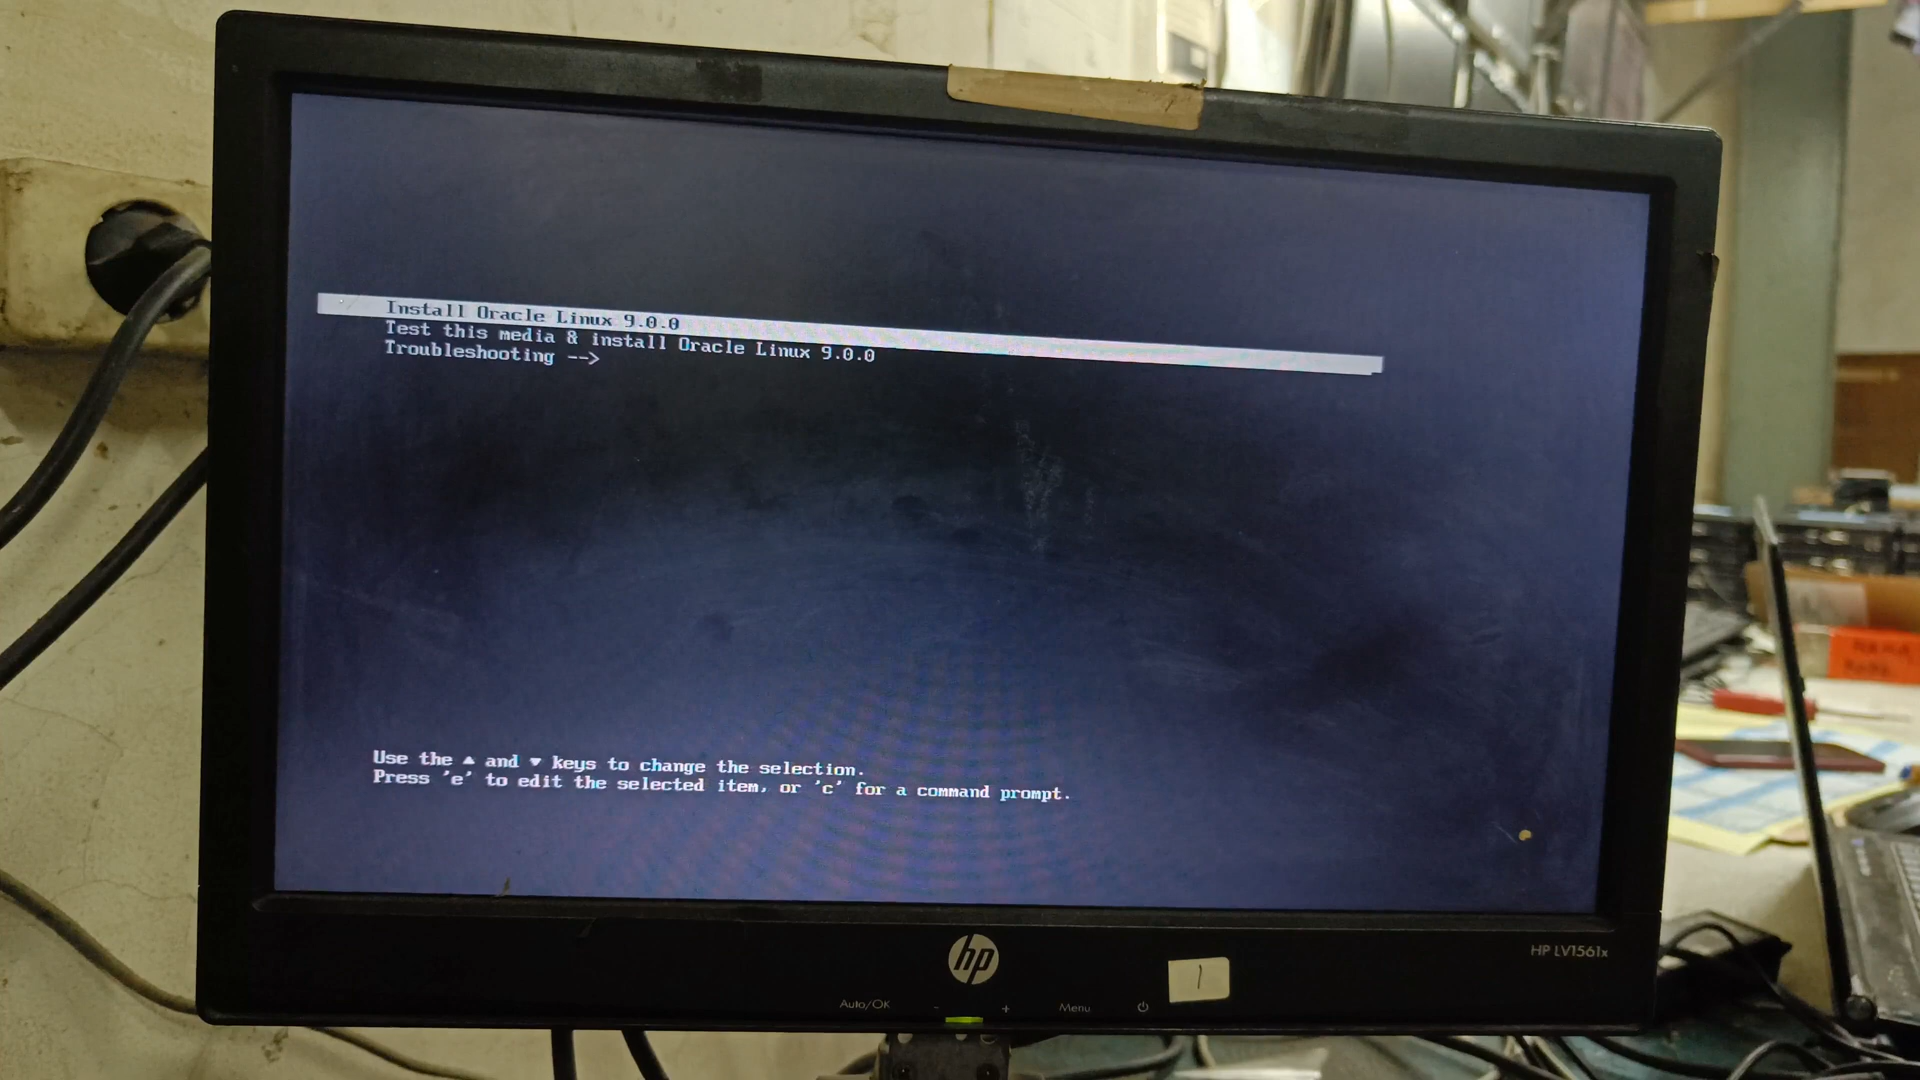 Install Oracle Linux 9.0.0
Test this media & install Oracle Linux 9.0.0
Troubleshooting -->
Use the ▲ and ▼ keys to change the selection.
Press 'e' to edit the selected item, or 'c' for a command prompt.
hp
HP LV1561x
1
Auto/OK - + Menu